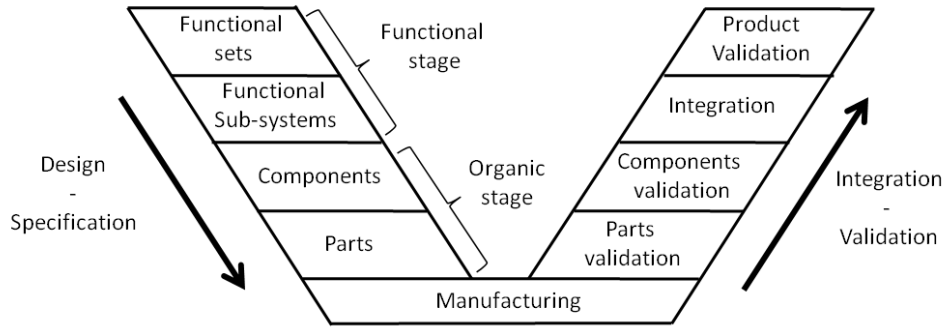 Functional
sets
Functional
Sub-systems
Components
Parts
Functional
stage
Organic
stage
Design
-
Specification
Manufacturing
Product
Validation
Integration
Components
validation
Parts
validation
Integration
-
Validation